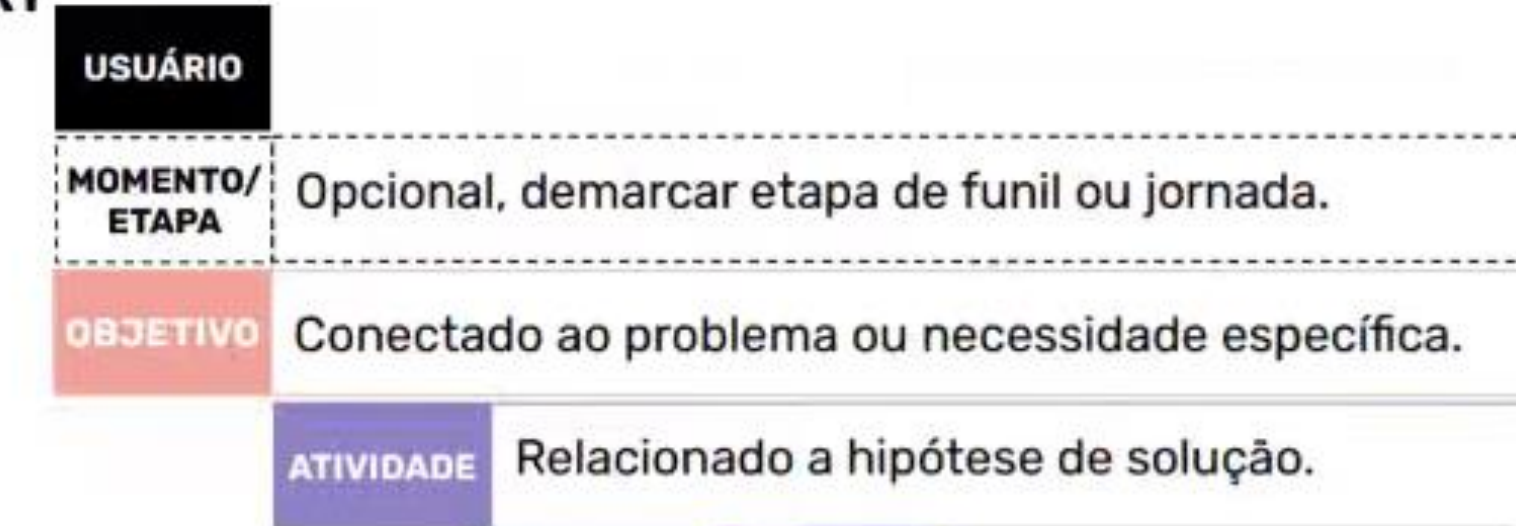 USUÁRIO
MOMENTO/
ETAPA
Opcional, demarcar etapa de funil ou jornada.
OBJETIVO
Conectado ao problema ou necessidade específica.
ATIVIDADE
Relacionado a hipótese de solução.